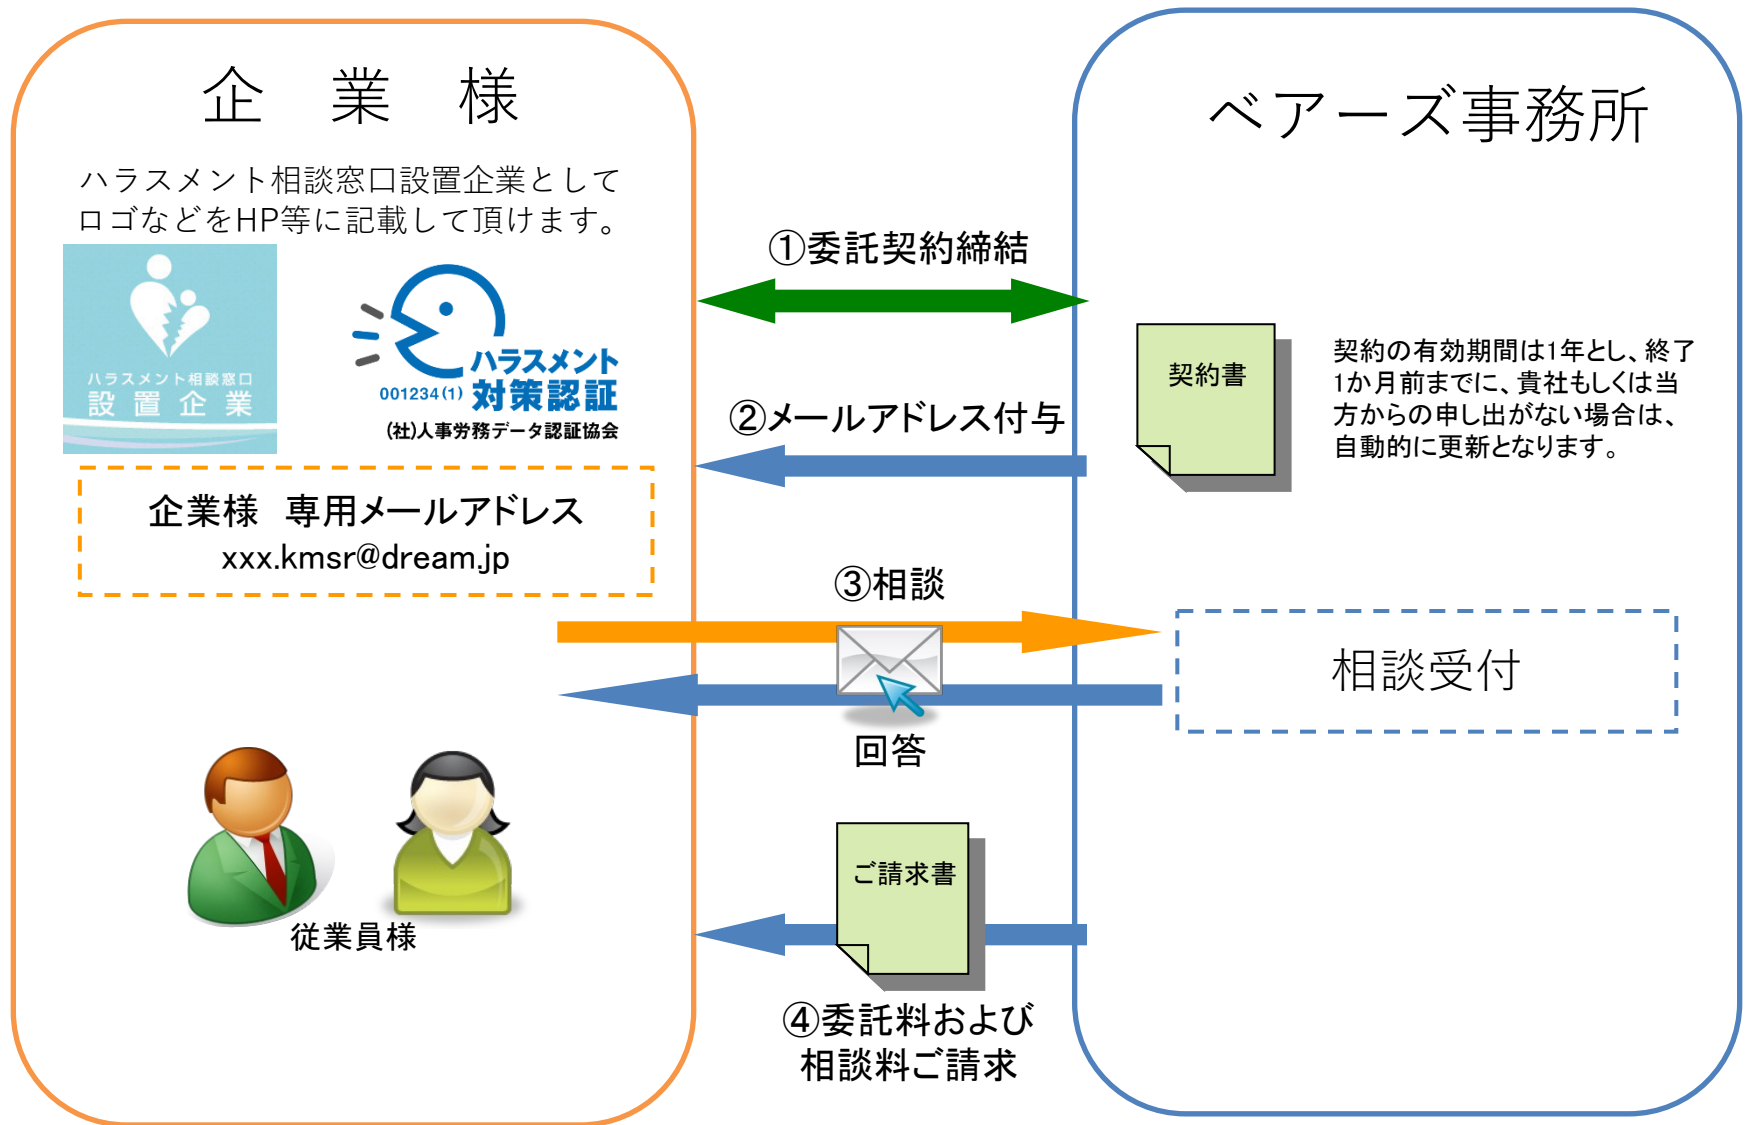 企　業　様
ハラスメント相談窓口設置企業として
ロゴなどをHP等に記載して頂けます。
ハラスメント相談窓口
設置企業
ハラスメント
001234(1) 対策認証
(社)人事労務データ認証協会
企業様　専用メールアドレス
xxx.kmsr@dream.jp
従業員様
①委託契約締結
②メールアドレス付与
③相談
回答
ご請求書
④委託料および
相談料ご請求
ベアーズ事務所
契約書
契約の有効期間は1年とし、終了
1か月前までに、貴社もしくは当
方からの申し出がない場合は、
自動的に更新となります。
相談受付